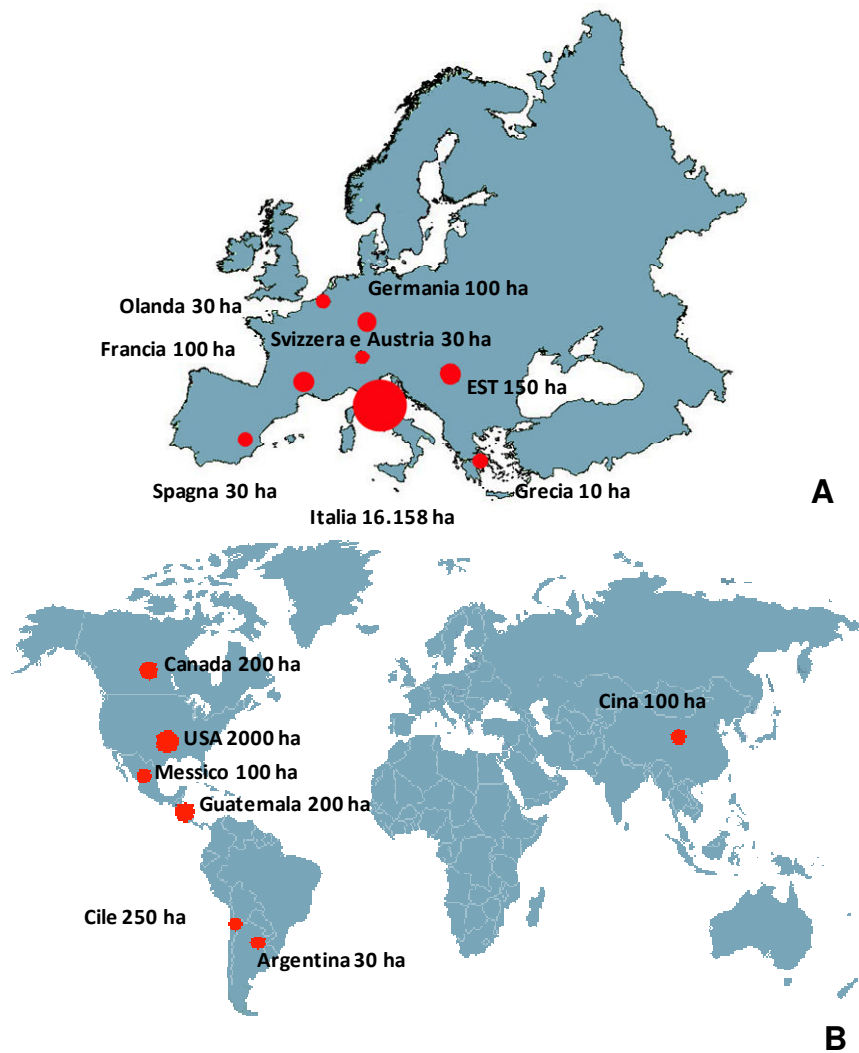 Germania 100 ha
Olanda 30 ha
Svizzera e Austria 30 ha
Francia 100 ha
EST 150 ha
Spagna 30 ha
Grecia 10 ha
A
Italia 16.158 ha
Canada 200 ha
Cina 100 ha
USA 2000 ha
Messico 100 ha
Guatemala 200 ha
Cile 250 ha
Argentina 30 ha
B